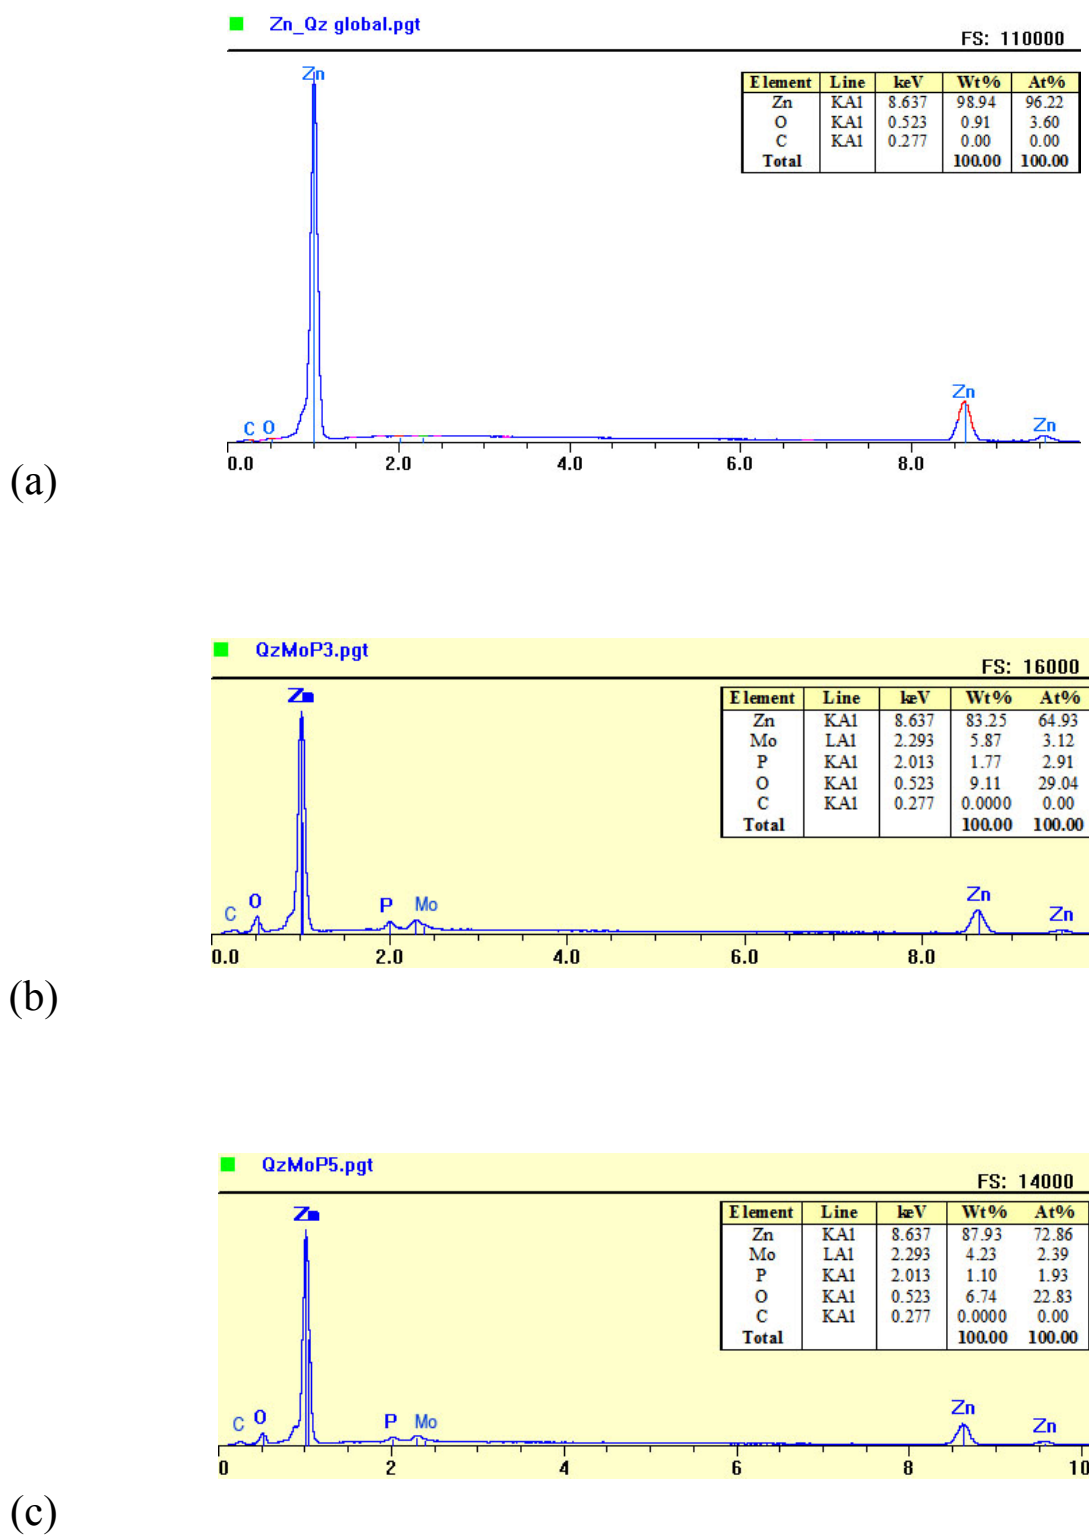 Zn_Qz global.pgt
FS: 110000
Zn
Element Line keV Wt% At%
Zn KA1 8.637 98.94 96.22
O KA1 0.523 0.91 3.60
C KA1 0.277 0.00 0.00
Total 100.00 100.00
Zn
C O Zn
0.0 2.0 4.0 6.0 8.0
(a)
QzMoP3.pgt
FS: 16000
Zn
Element Line keV Wt% At%
Zn KA1 8.637 83.25 64.93
Mo LA1 2.293 5.87 3.12
P KA1 2.013 1.77 2.91
O KA1 0.523 9.11 29.04
C KA1 0.277 0.0000 0.00
Total 100.00 100.00
C O P Mo Zn Zn
0.0 2.0 4.0 6.0 8.0
(b)
QzMoP5.pgt
FS: 14000
Zn
Element Line keV Wt% At%
Zn KA1 8.637 87.93 72.86
Mo LA1 2.293 4.23 2.39
P KA1 2.013 1.10 1.93
O KA1 0.523 6.74 22.83
C KA1 0.277 0.0000 0.00
Total 100.00 100.00
C O P Mo Zn Zn
0 2 4 6 8 10
(c)